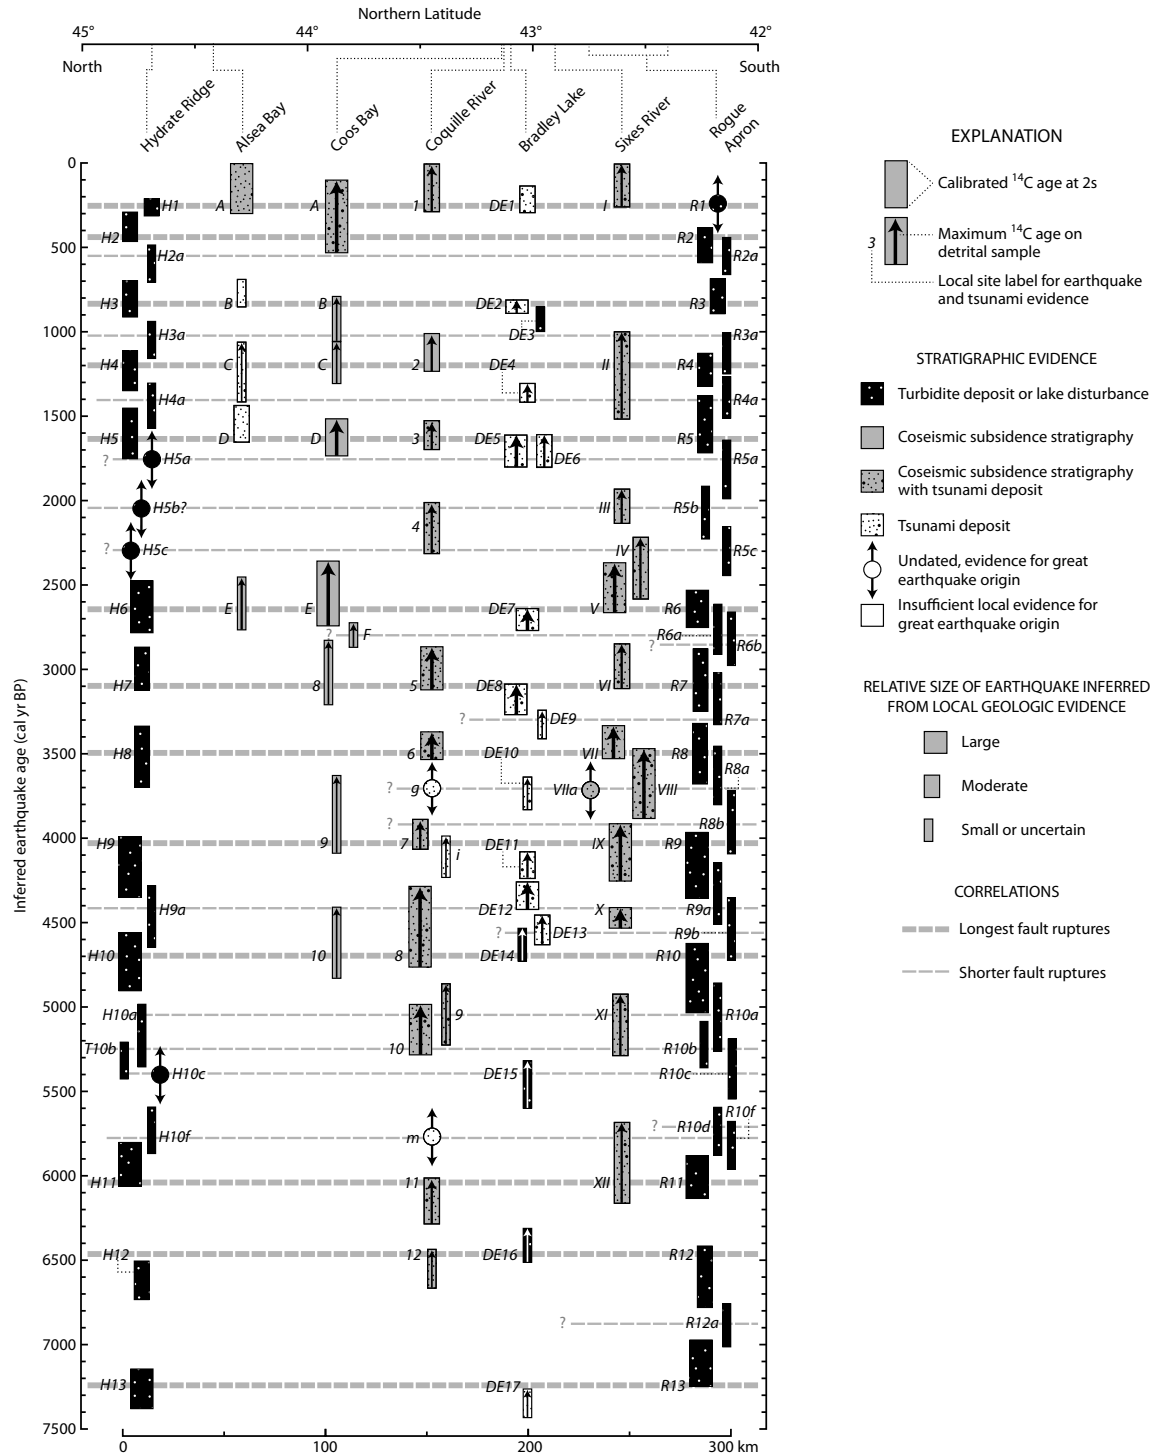 Northern Latitude
45° 44° 43° 42°
North South
Hydrate Ridge
Alsea Bay
Coos Bay
Coquille River
Bradley Lake
Sixes River
Rogue
Apron
Inferred earthquake age (cal yr BP)
0
H1 A A 1 DE1 I R1
H2 R2
500
H2a R2a
H3 B B DE2 R3
1000
H3a DE3 R3a
H4 C C 2 DE4 II R4
H4a R4a
1500
H5 D D 3 DE5 R5
? H5a DE6 R5a
2000
H5b? 4 III R5b
? H5c IV R5c
2500
H6 E E DE7 V R6
? F R6a
? R6b
3000
H7 8 5 DE8 VI R7
? DE9 R7a
3500
H8 6 DE10 VII R8
R8a
? g VIIa VIII
? R8b
4000
H9 9 7 i DE11 IX R9
H9a DE12 X R9a
4500
? DE13 R9b
H10 10 8 DE14 R10
5000
H10a 9 XI R10a
T10b 10 R10b
H10c DE15 R10c
5500
R10f
? R10d
H10f m
6000
H11 11 XII R11
6500
H12 12 DE16 R12
? R12a
7000
H13 DE17 R13
7500
0 100 200 300 km
EXPLANATION
Calibrated ¹⁴C age at 2s
3
Maximum ¹⁴C age on
detrital sample
Local site label for earthquake
and tsunami evidence
STRATIGRAPHIC EVIDENCE
Turbidite deposit or lake disturbance
Coseismic subsidence stratigraphy
Coseismic subsidence stratigraphy
with tsunami deposit
Tsunami deposit
Undated, evidence for great
earthquake origin
Insufficient local evidence for
great earthquake origin
RELATIVE SIZE OF EARTHQUAKE INFERRED
FROM LOCAL GEOLOGIC EVIDENCE
Large
Moderate
Small or uncertain
CORRELATIONS
Longest fault ruptures
Shorter fault ruptures